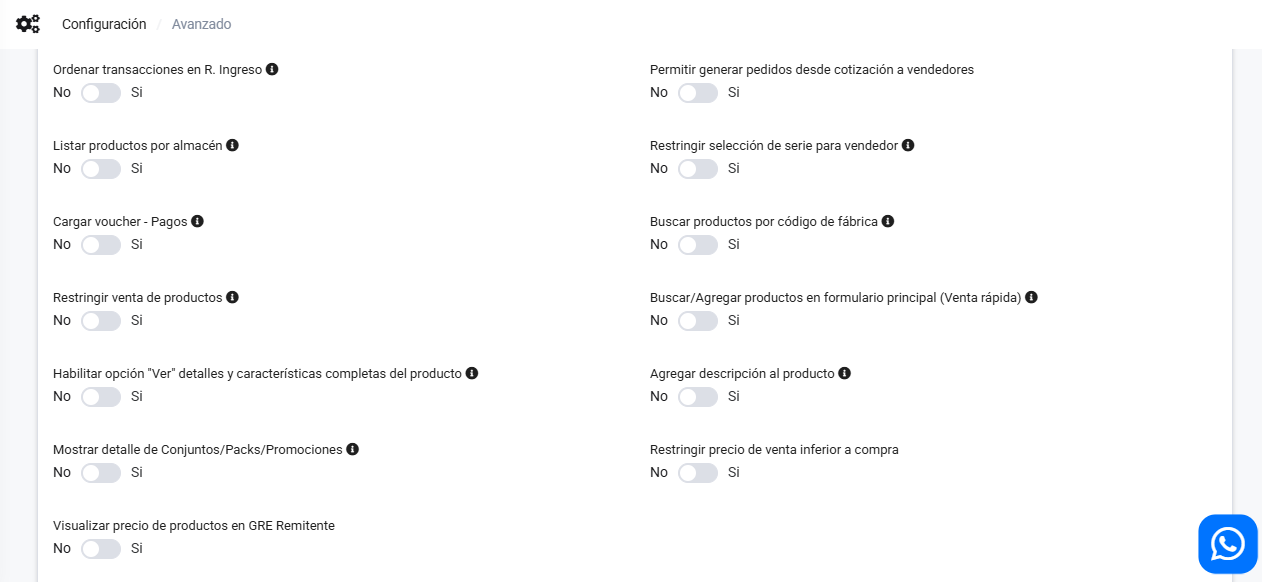 Configuración / Avanzado
Ordenar transacciones en R. Ingreso
No Si
Permitir generar pedidos desde cotización a vendedores
No Si
Listar productos por almacén
No Si
Restringir selección de serie para vendedor
No Si
Cargar voucher - Pagos
No Si
Buscar productos por código de fábrica
No Si
Restringir venta de productos
No Si
Buscar/Agregar productos en formulario principal (Venta rápida)
No Si
Habilitar opción "Ver" detalles y características completas del producto
No Si
Agregar descripción al producto
No Si
Mostrar detalle de Conjuntos/Packs/Promociones
No Si
Restringir precio de venta inferior a compra
No Si
Visualizar precio de productos en GRE Remitente
No Si